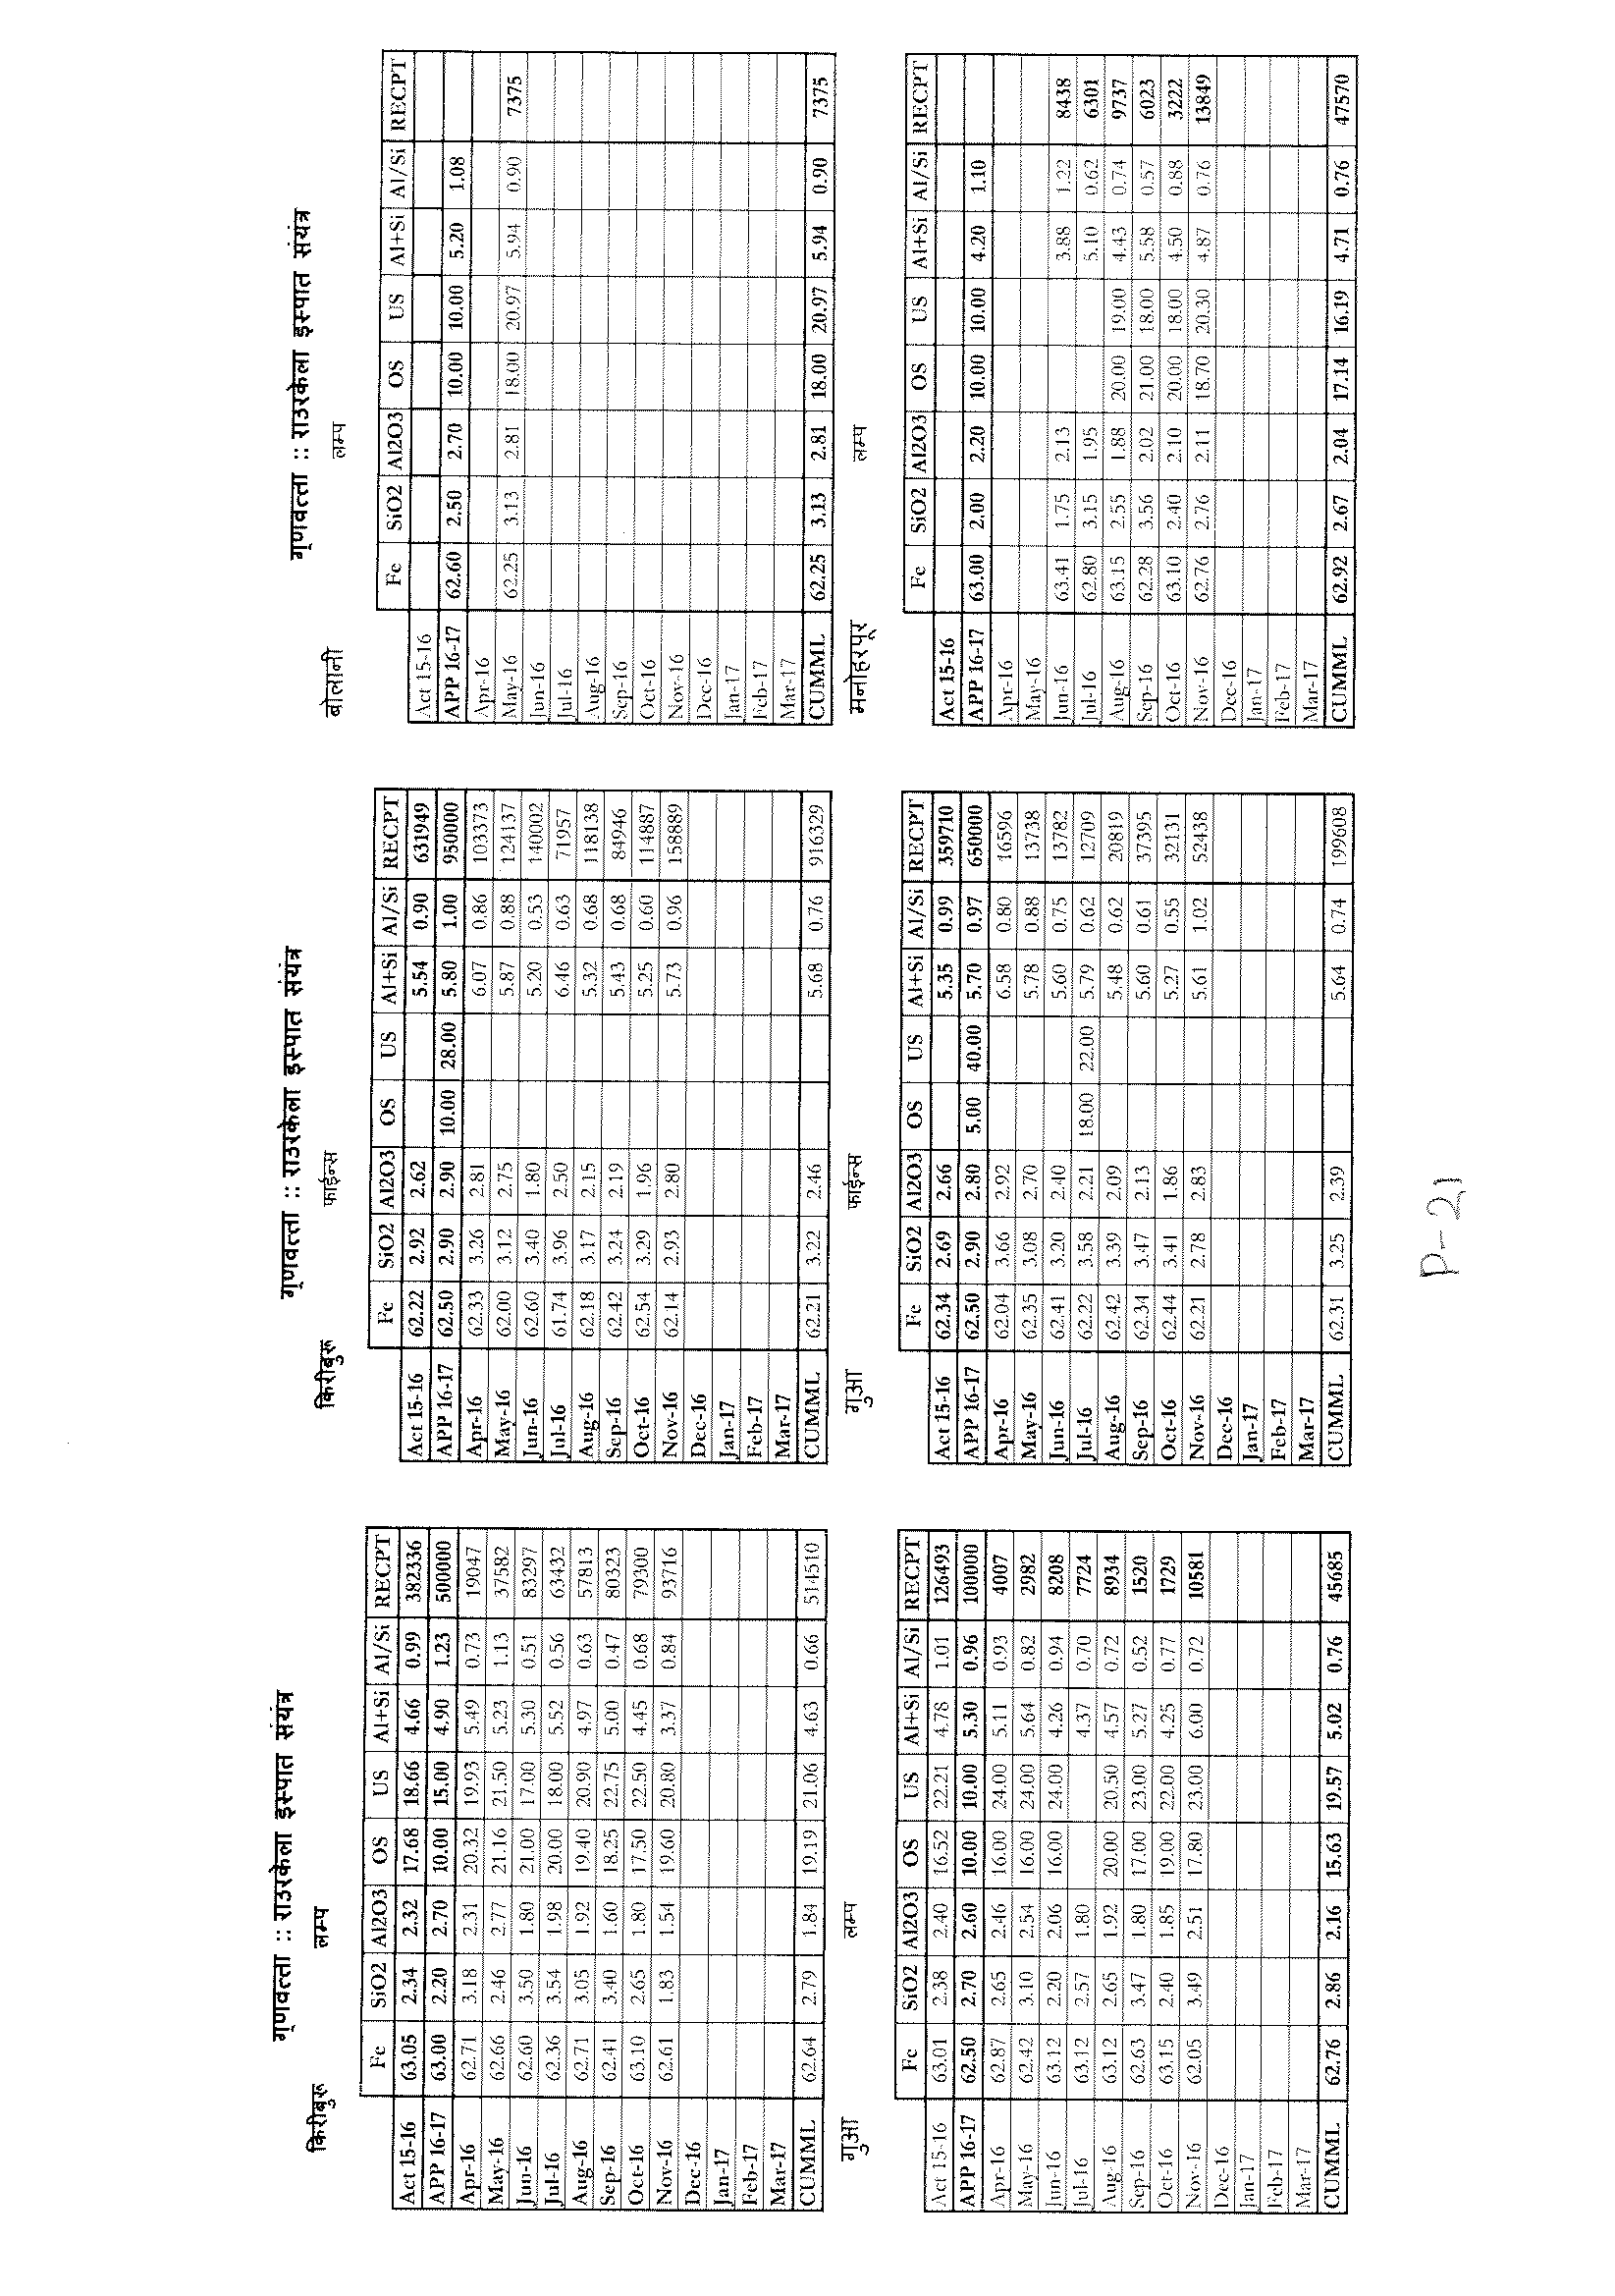 गुणवत्ता :: राउरकेला इस्पात संयंत्र
किरीबुरू लम्प
Fe SiO2 Al2O3 OS US Al+Si Al/Si RECPT
Act 15-16 63.05 2.34 2.32 17.68 18.66 4.66 0.99 382336
APP 16-17 63.00 2.20 2.70 10.00 15.00 4.90 1.23 500000
Apr-16 62.71 3.18 2.31 20.32 19.93 5.49 0.73 19047
May-16 62.66 2.46 2.77 21.16 21.50 5.23 1.13 37582
Jun-16 62.60 3.50 1.80 21.00 17.00 5.30 0.51 83297
Jul-16 62.36 3.54 1.98 20.00 18.00 5.52 0.56 63432
Aug-16 62.71 3.05 1.92 19.40 20.90 4.97 0.63 57813
Sep-16 62.41 3.40 1.60 18.25 22.75 5.00 0.47 80323
Oct-16 63.10 2.65 1.80 17.50 22.50 4.45 0.68 79300
Nov-16 62.61 1.83 1.54 19.60 20.80 3.37 0.84 93716
Dec-16
Jan-17
Feb-17
Mar-17
CUMML 62.64 2.79 1.84 19.19 21.06 4.63 0.66 514510
गुणवत्ता :: राउरकेला इस्पात संयंत्र
किरीबुरू फाईन्स
Fe SiO2 Al2O3 OS US Al+Si Al/Si RECPT
Act 15-16 62.22 2.92 2.62 5.54 0.90 631949
APP 16-17 62.50 2.90 2.90 10.00 28.00 5.80 1.00 950000
Apr-16 62.33 3.26 2.81 6.07 0.86 103373
May-16 62.00 3.12 2.75 5.87 0.88 124137
Jun-16 62.60 3.40 1.80 5.20 0.53 140002
Jul-16 61.74 3.96 2.50 6.46 0.63 71957
Aug-16 62.18 3.17 2.15 5.32 0.68 118138
Sep-16 62.42 3.24 2.19 5.43 0.68 84946
Oct-16 62.54 3.29 1.96 5.25 0.60 114887
Nov-16 62.14 2.93 2.80 5.73 0.96 158889
Dec-16
Jan-17
Feb-17
Mar-17
CUMML 62.21 3.22 2.46 5.68 0.76 916329
गुणवत्ता :: राउरकेला इस्पात संयंत्र
बोलानी लम्प
Fe SiO2 Al2O3 OS US Al+Si Al/Si RECPT
Act 15-16
APP 16-17 62.60 2.50 2.70 10.00 10.00 5.20 1.08
Apr-16
May-16 62.25 3.13 2.81 18.00 20.97 5.94 0.90 7375
Jun-16
Jul-16
Aug-16
Sep-16
Oct-16
Nov-16
Dec-16
Jan-17
Feb-17
Mar-17
CUMML 62.25 3.13 2.81 18.00 20.97 5.94 0.90 7375
गुआ लम्प
Fe SiO2 Al2O3 OS US Al+Si Al/Si RECPT
Act 15-16 63.01 2.38 2.40 16.52 22.21 4.78 1.01 126493
APP 16-17 62.50 2.70 2.60 10.00 10.00 5.30 0.96 100000
Apr-16 62.87 2.65 2.46 16.00 24.00 5.11 0.93 4007
May-16 62.42 3.10 2.54 16.00 24.00 5.64 0.82 2982
Jun-16 63.12 2.20 2.06 16.00 24.00 4.26 0.94 8208
Jul-16 63.12 2.57 1.80 4.37 0.70 7724
Aug-16 63.12 2.65 1.92 20.00 20.50 4.57 0.72 8934
Sep-16 62.63 3.47 1.80 17.00 23.00 5.27 0.52 1520
Oct-16 63.15 2.40 1.85 19.00 22.00 4.25 0.77 1729
Nov-16 62.05 3.49 2.51 17.80 23.00 6.00 0.72 10581
Dec-16
Jan-17
Feb-17
Mar-17
CUMML 62.76 2.86 2.16 15.63 19.57 5.02 0.76 45685
गुआ फाईन्स
Fe SiO2 Al2O3 OS US Al+Si Al/Si RECPT
Act 15-16 62.34 2.69 2.66 5.35 0.99 359710
APP 16-17 62.50 2.90 2.80 5.00 40.00 5.70 0.97 650000
Apr-16 62.04 3.66 2.92 6.58 0.80 16596
May-16 62.35 3.08 2.70 5.78 0.88 13738
Jun-16 62.41 3.20 2.40 5.60 0.75 13782
Jul-16 62.22 3.58 2.21 18.00 22.00 5.79 0.62 12709
Aug-16 62.42 3.39 2.09 5.48 0.62 20819
Sep-16 62.34 3.47 2.13 5.60 0.61 37395
Oct-16 62.44 3.41 1.86 5.27 0.55 32131
Nov-16 62.21 2.78 2.83 5.61 1.02 52438
Dec-16
Jan-17
Feb-17
Mar-17
CUMML 62.31 3.25 2.39 5.64 0.74 199608
मनोहरपूर लम्प
Fe SiO2 Al2O3 OS US Al+Si Al/Si RECPT
Act 15-16
APP 16-17 63.00 2.00 2.20 10.00 10.00 4.20 1.10
Apr-16
May-16
Jun-16 63.41 1.75 2.13 3.88 1.22 8438
Jul-16 62.80 3.15 1.95 5.10 0.62 6301
Aug-16 63.15 2.55 1.88 20.00 19.00 4.43 0.74 9737
Sep-16 62.28 3.56 2.02 21.00 18.00 5.58 0.57 6023
Oct-16 63.10 2.40 2.10 20.00 18.00 4.50 0.88 3222
Nov-16 62.76 2.76 2.11 18.70 20.30 4.87 0.76 13849
Dec-16
Jan-17
Feb-17
Mar-17
CUMML 62.92 2.67 2.04 17.14 16.19 4.71 0.76 47570
P-21